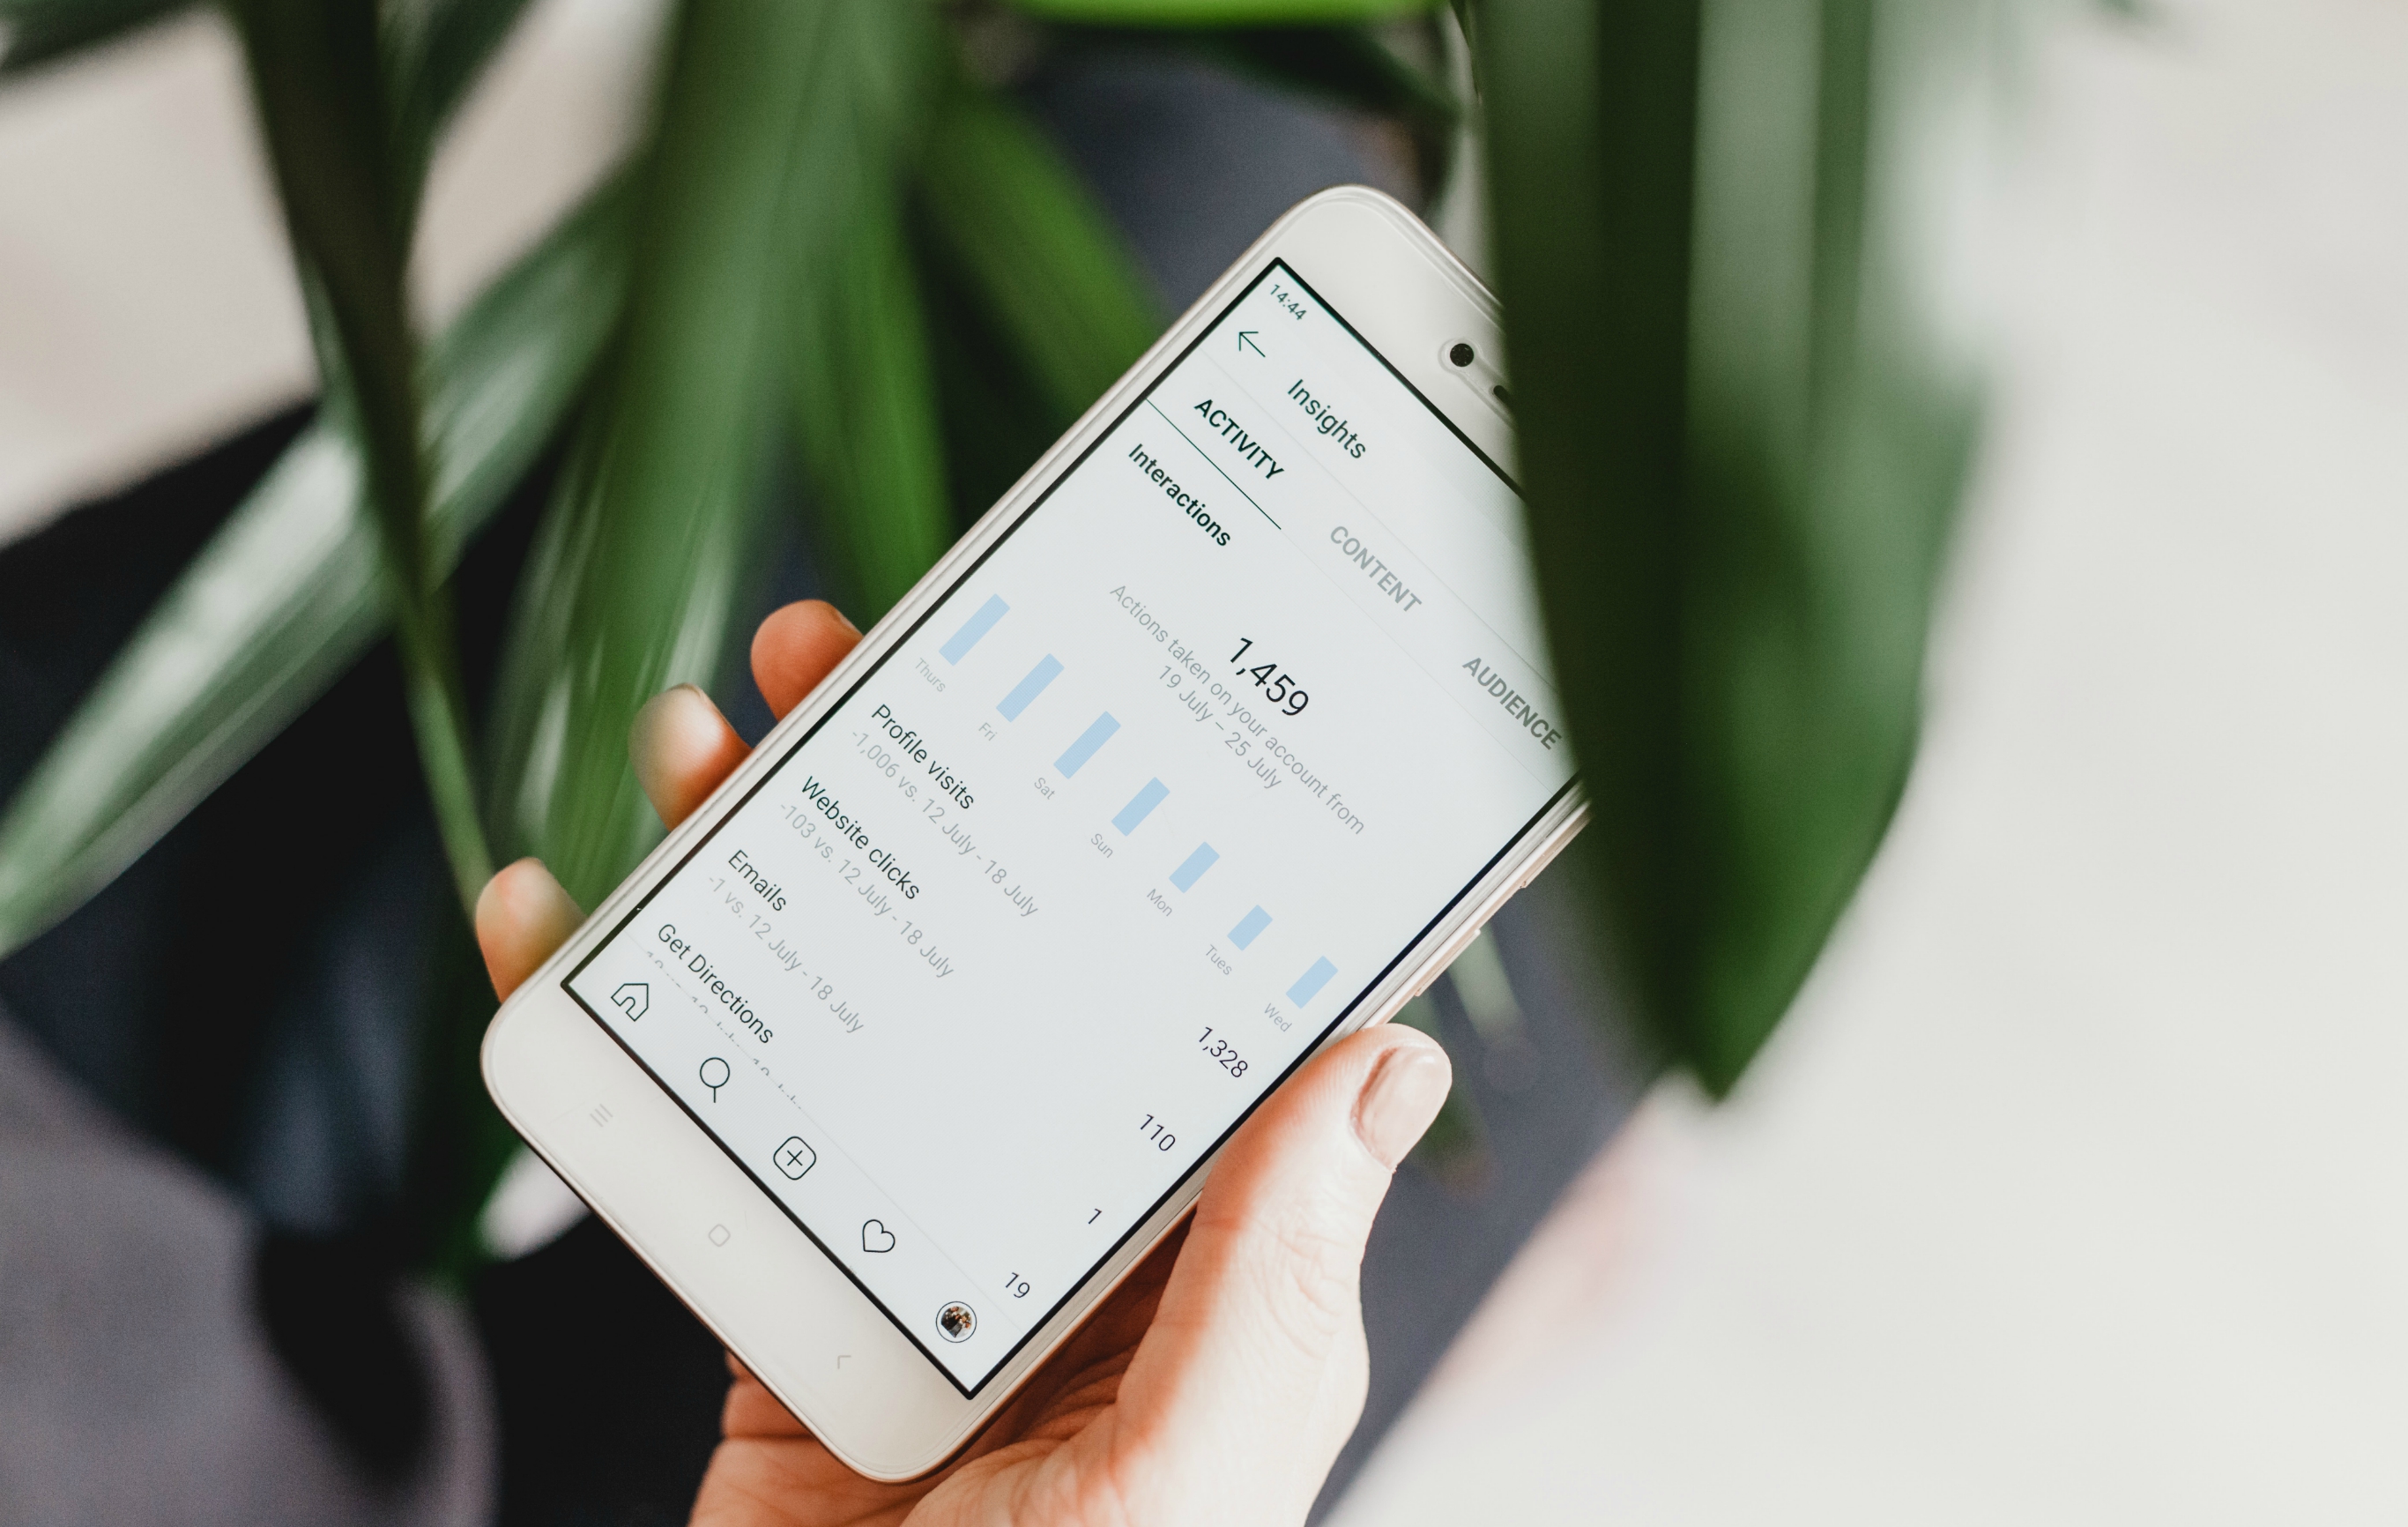 14:44
Insights
ACTIVITY
CONTENT
AUDIENCE
Interactions
1,459
Actions taken on your account from
19 July – 25 July
Thurs
Fri
Sat
Sun
Mon
Tues
Wed
Profile visits
1,328
-1,006 vs. 12 July - 18 July
Website clicks
110
-103 vs. 12 July - 18 July
Emails
1
-1 vs. 12 July - 18 July
Get Directions
19